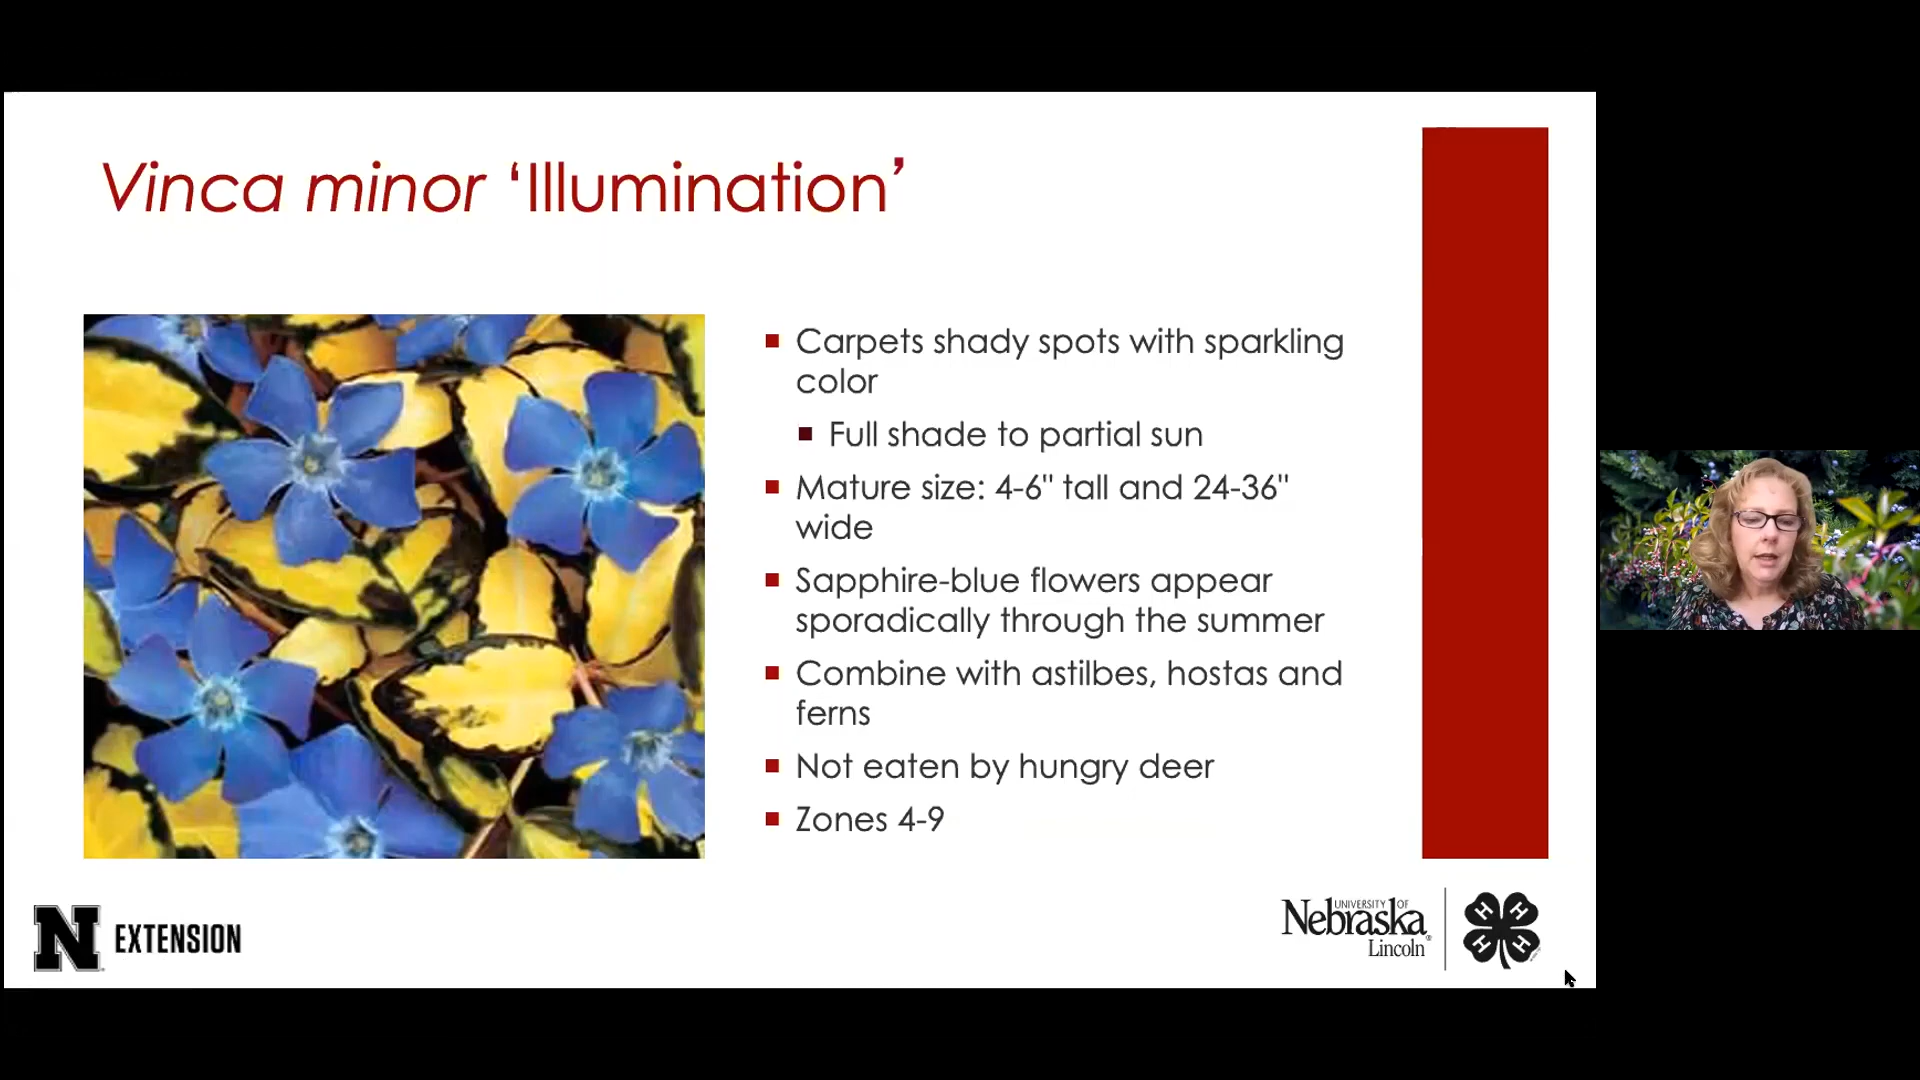 Vinca minor ‘Illumination’
Carpets shady spots with sparkling
color
Full shade to partial sun
Mature size: 4-6" tall and 24-36"
wide
Sapphire-blue flowers appear
sporadically through the summer
Combine with astilbes, hostas and
ferns
Not eaten by hungry deer
Zones 4-9
N EXTENSION
UNIVERSITY OF
Nebraska
Lincoln
H H
H H